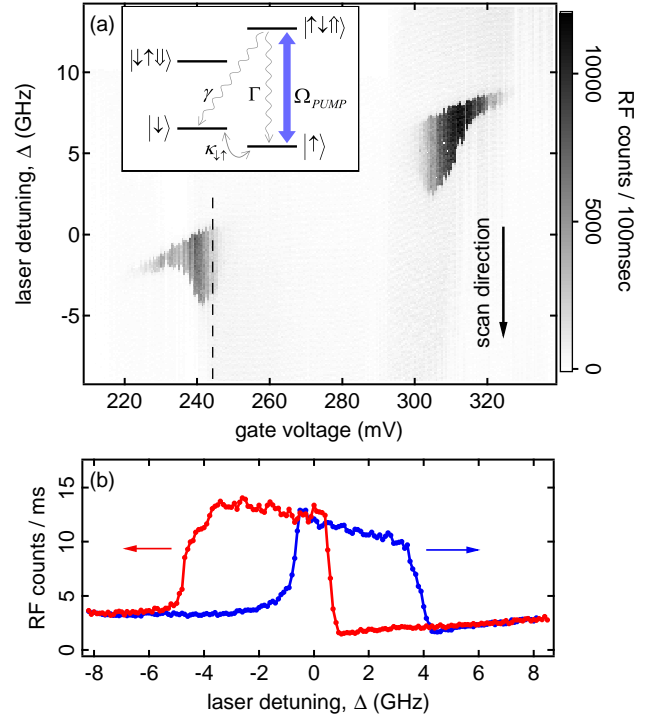 (a)
|↑↓⇑⟩
|↓↑⇓⟩
γ
Γ
Ω_PUMP
|↓⟩
|↑⟩
κ_↓↑
10
5
0
-5
laser detuning, Δ (GHz)
scan direction
220
240
260
280
300
320
gate voltage (mV)
10000
5000
0
RF counts / 100msec
(b)
15
10
5
0
RF counts / ms
-8
-6
-4
-2
0
2
4
6
8
laser detuning, Δ (GHz)